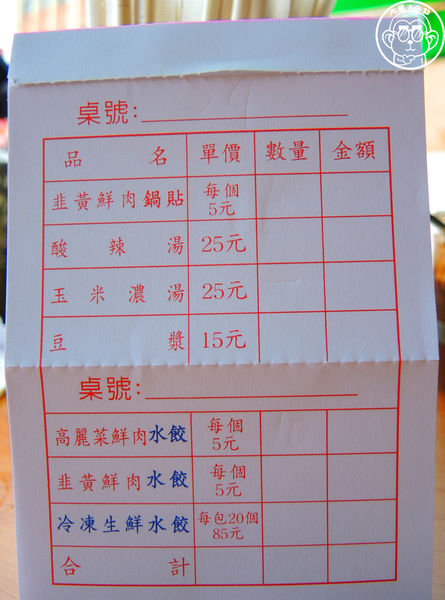 桌號:
品名 單價 數量 金額
韭黃鮮肉鍋貼 每個5元
酸辣湯 25元
玉米濃湯 25元
豆漿 15元
桌號:
高麗菜鮮肉水餃 每個5元
韭黃鮮肉水餃 每個5元
冷凍生鮮水餃 每包20個85元
合計